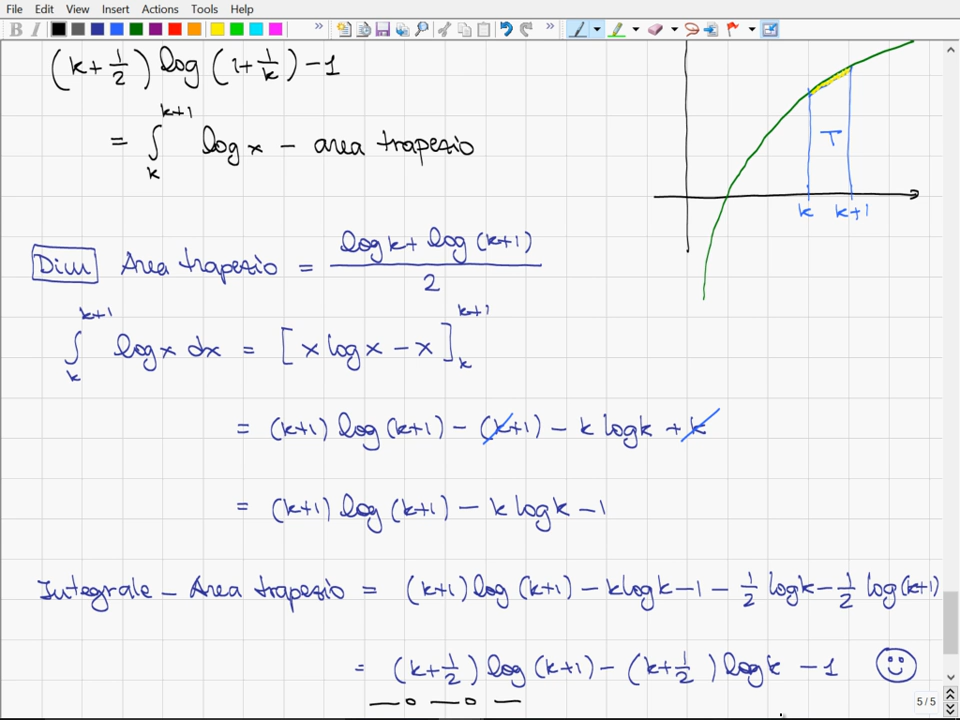 File Edit View Insert Actions Tools Help
B I
(k+1/2) log (1+1/k) −1
= ∫_k^{k+1} log x − area trapezio
T
k k+1
Dim Area trapezio = (log k + log (k+1))/2
∫_k^{k+1} log x dx = [x log x − x]_k^{k+1}
= (k+1) log (k+1) − (k+1) − k log k + k
= (k+1) log (k+1) − k log k −1
Integrale − Area trapezio = (k+1) log (k+1) − k log k −1 − 1/2 log k − 1/2 log (k+1)
= (k+1/2) log (k+1) − (k+1/2) log k −1
5/5